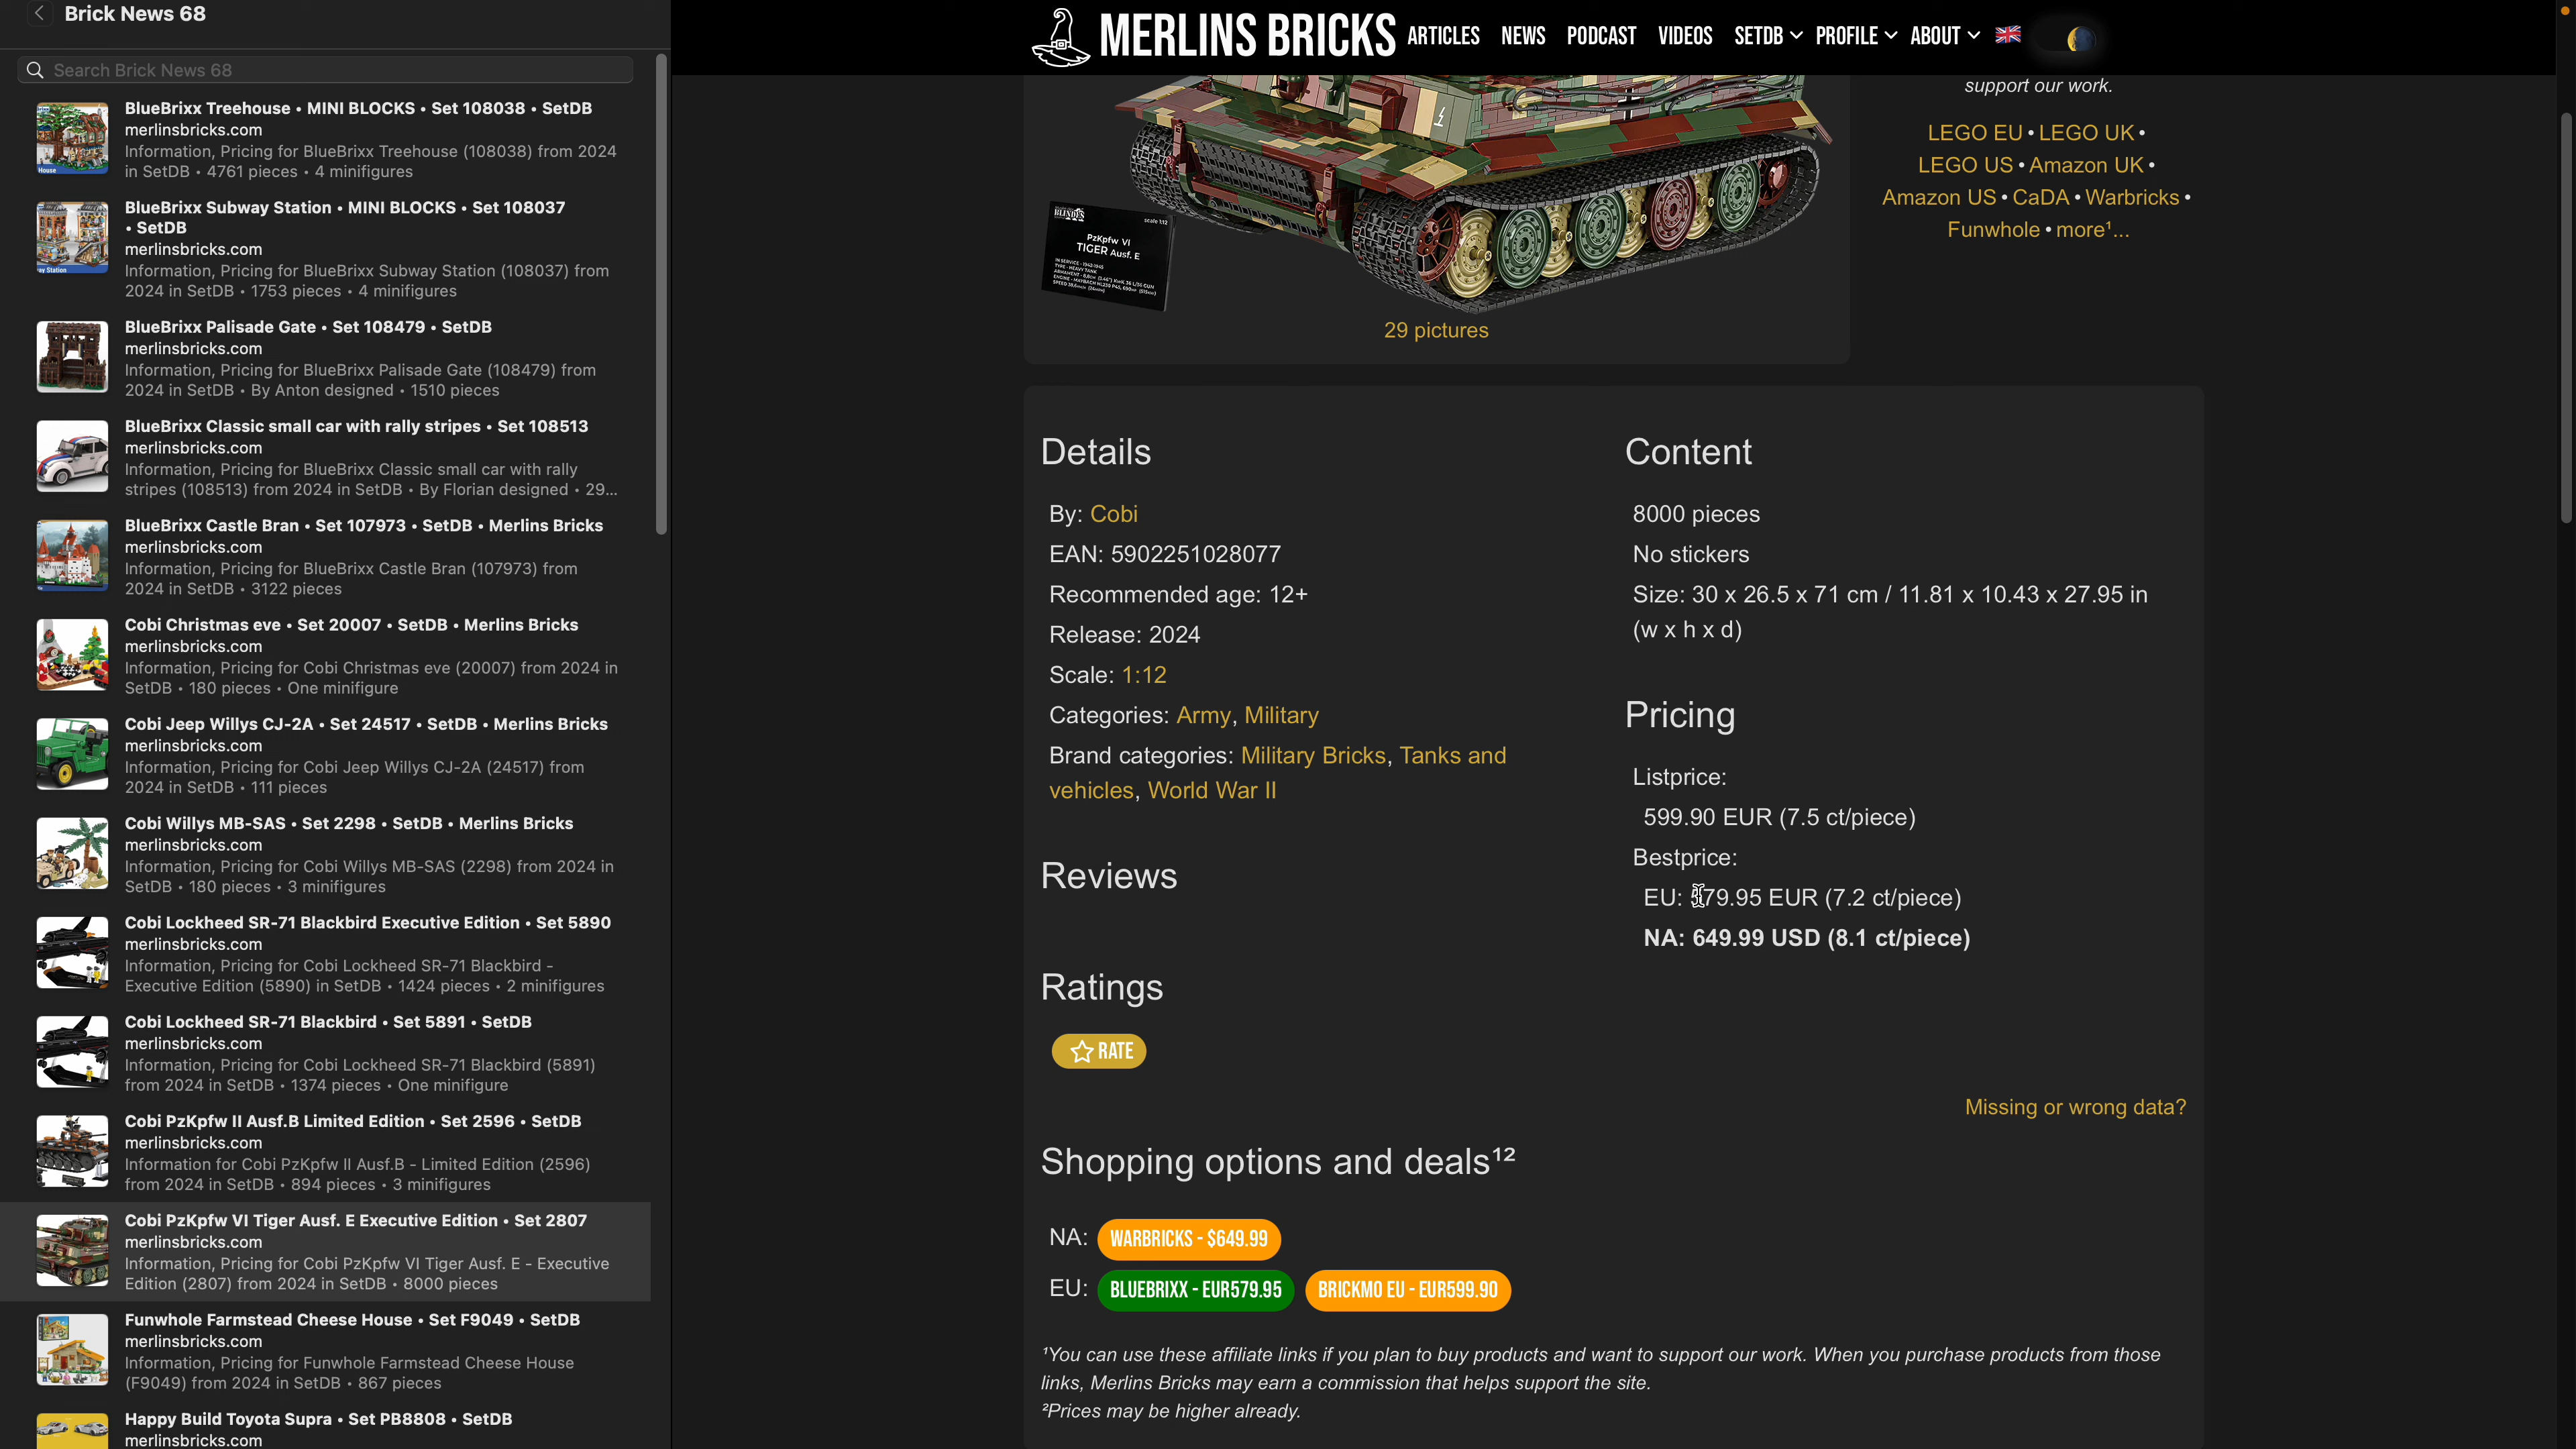 Brick News 68
Search Brick News 68
BlueBrixx Treehouse • MINI BLOCKS • Set 108038 • SetDB
merlinsbricks.com
Information, Pricing for BlueBrixx Treehouse (108038) from 2024
in SetDB • 4761 pieces • 4 minifigures
BlueBrixx Subway Station • MINI BLOCKS • Set 108037
• SetDB
merlinsbricks.com
Information, Pricing for BlueBrixx Subway Station (108037) from
2024 in SetDB • 1753 pieces • 4 minifigures
BlueBrixx Palisade Gate • Set 108479 • SetDB
merlinsbricks.com
Information, Pricing for BlueBrixx Palisade Gate (108479) from
2024 in SetDB • By Anton designed • 1510 pieces
BlueBrixx Classic small car with rally stripes • Set 108513
merlinsbricks.com
Information, Pricing for BlueBrixx Classic small car with rally
stripes (108513) from 2024 in SetDB • By Florian designed • 29...
BlueBrixx Castle Bran • Set 107973 • SetDB • Merlins Bricks
merlinsbricks.com
Information, Pricing for BlueBrixx Castle Bran (107973) from
2024 in SetDB • 3122 pieces
Cobi Christmas eve • Set 20007 • SetDB • Merlins Bricks
merlinsbricks.com
Information, Pricing for Cobi Christmas eve (20007) from 2024 in
SetDB • 180 pieces • One minifigure
Cobi Jeep Willys CJ-2A • Set 24517 • SetDB • Merlins Bricks
merlinsbricks.com
Information, Pricing for Cobi Jeep Willys CJ-2A (24517) from
2024 in SetDB • 111 pieces
Cobi Willys MB-SAS • Set 2298 • SetDB • Merlins Bricks
merlinsbricks.com
Information, Pricing for Cobi Willys MB-SAS (2298) from 2024 in
SetDB • 180 pieces • 3 minifigures
Cobi Lockheed SR-71 Blackbird Executive Edition • Set 5890
merlinsbricks.com
Information, Pricing for Cobi Lockheed SR-71 Blackbird -
Executive Edition (5890) in SetDB • 1424 pieces • 2 minifigures
Cobi Lockheed SR-71 Blackbird • Set 5891 • SetDB
merlinsbricks.com
Information, Pricing for Cobi Lockheed SR-71 Blackbird (5891)
from 2024 in SetDB • 1374 pieces • One minifigure
Cobi PzKpfw II Ausf.B Limited Edition • Set 2596 • SetDB
merlinsbricks.com
Information for Cobi PzKpfw II Ausf.B - Limited Edition (2596)
from 2024 in SetDB • 894 pieces • 3 minifigures
Cobi PzKpfw VI Tiger Ausf. E Executive Edition • Set 2807
merlinsbricks.com
Information, Pricing for Cobi PzKpfw VI Tiger Ausf. E - Executive
Edition (2807) from 2024 in SetDB • 8000 pieces
Funwhole Farmstead Cheese House • Set F9049 • SetDB
merlinsbricks.com
Information, Pricing for Funwhole Farmstead Cheese House
(F9049) from 2024 in SetDB • 867 pieces
Happy Build Toyota Supra • Set PB8808 • SetDB
merlinsbricks.com
MERLINS BRICKS ARTICLES NEWS PODCAST VIDEOS SETDB PROFILE ABOUT
support our work.
LEGO EU • LEGO UK •
LEGO US • Amazon UK •
Amazon US • CaDA • Warbricks •
Funwhole • more¹...
scale 1:12
PzKpfw VI
TIGER Ausf. E
29 pictures
Details
By: Cobi
EAN: 5902251028077
Recommended age: 12+
Release: 2024
Scale: 1:12
Categories: Army, Military
Brand categories: Military Bricks, Tanks and
vehicles, World War II
Reviews
Ratings
RATE
Content
8000 pieces
No stickers
Size: 30 x 26.5 x 71 cm / 11.81 x 10.43 x 27.95 in
(w x h x d)
Pricing
Listprice:
599.90 EUR (7.5 ct/piece)
Bestprice:
EU: 579.95 EUR (7.2 ct/piece)
NA: 649.99 USD (8.1 ct/piece)
Missing or wrong data?
Shopping options and deals¹²
NA: WARBRICKS - $649.99
EU: BLUEBRIXX - EUR579.95 BRICKMO EU - EUR599.90
¹You can use these affiliate links if you plan to buy products and want to support our work. When you purchase products from those
links, Merlins Bricks may earn a commission that helps support the site.
²Prices may be higher already.